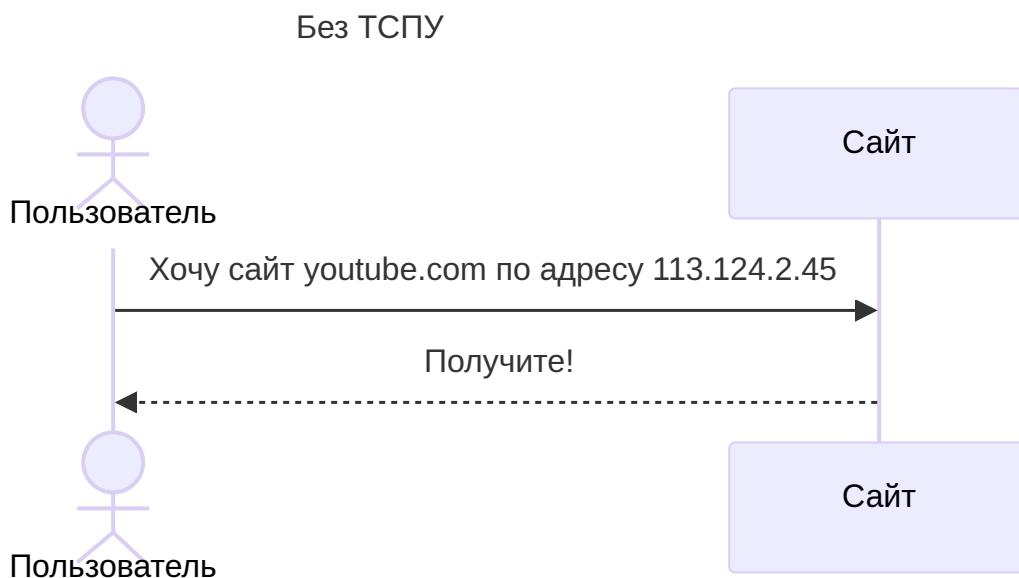 Без ТСПУ
Сайт
Пользователь
Хочу сайт youtube.com по адресу 113.124.2.45
Получите!
Сайт
Пользователь